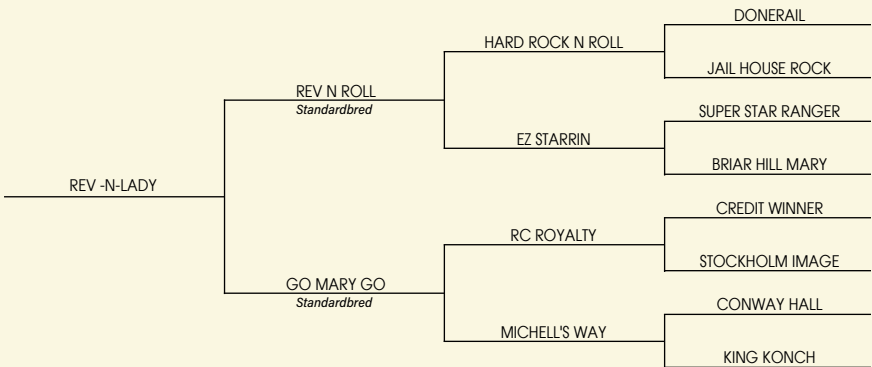 DONERAIL
HARD ROCK N ROLL
JAIL HOUSE ROCK
REV N ROLL
Standardbred
SUPER STAR RANGER
EZ STARRIN
BRIAR HILL MARY
REV -N-LADY
CREDIT WINNER
RC ROYALTY
STOCKHOLM IMAGE
GO MARY GO
Standardbred
CONWAY HALL
MICHELL'S WAY
KING KONCH